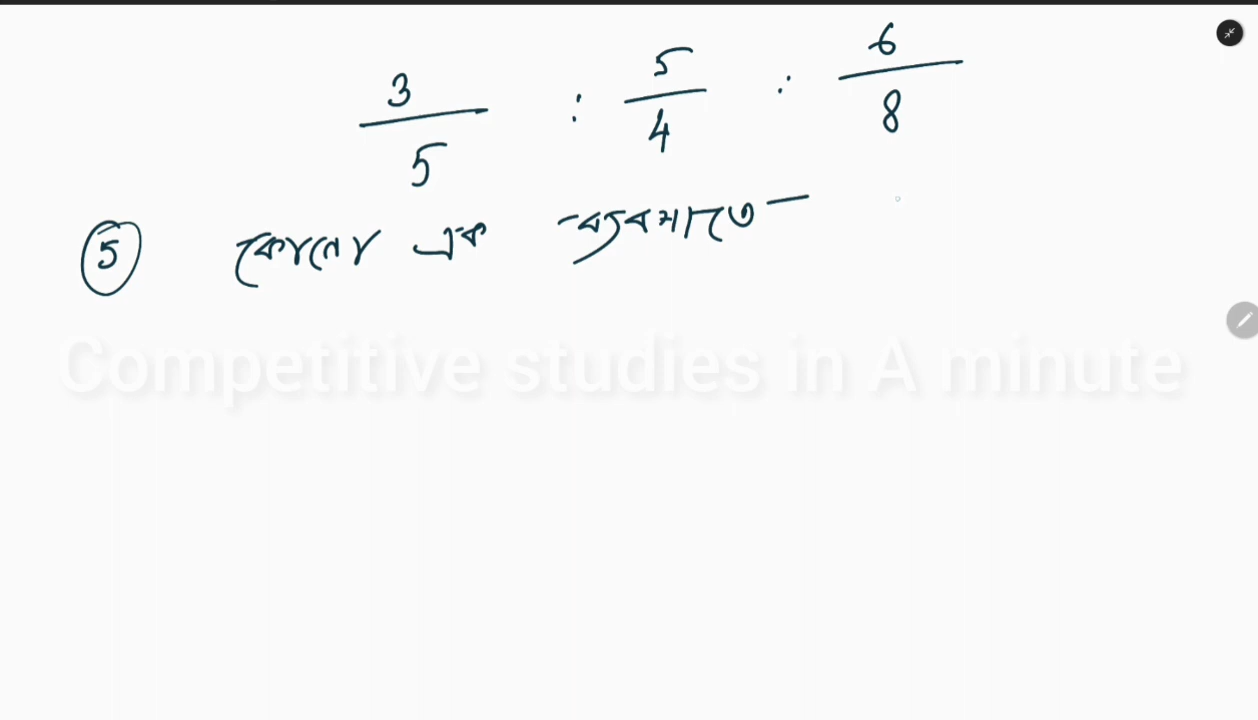 3/5 : 5/4 : 6/8
5 কোনো এক ব্যবসাতে —
Competitive studies in A minute